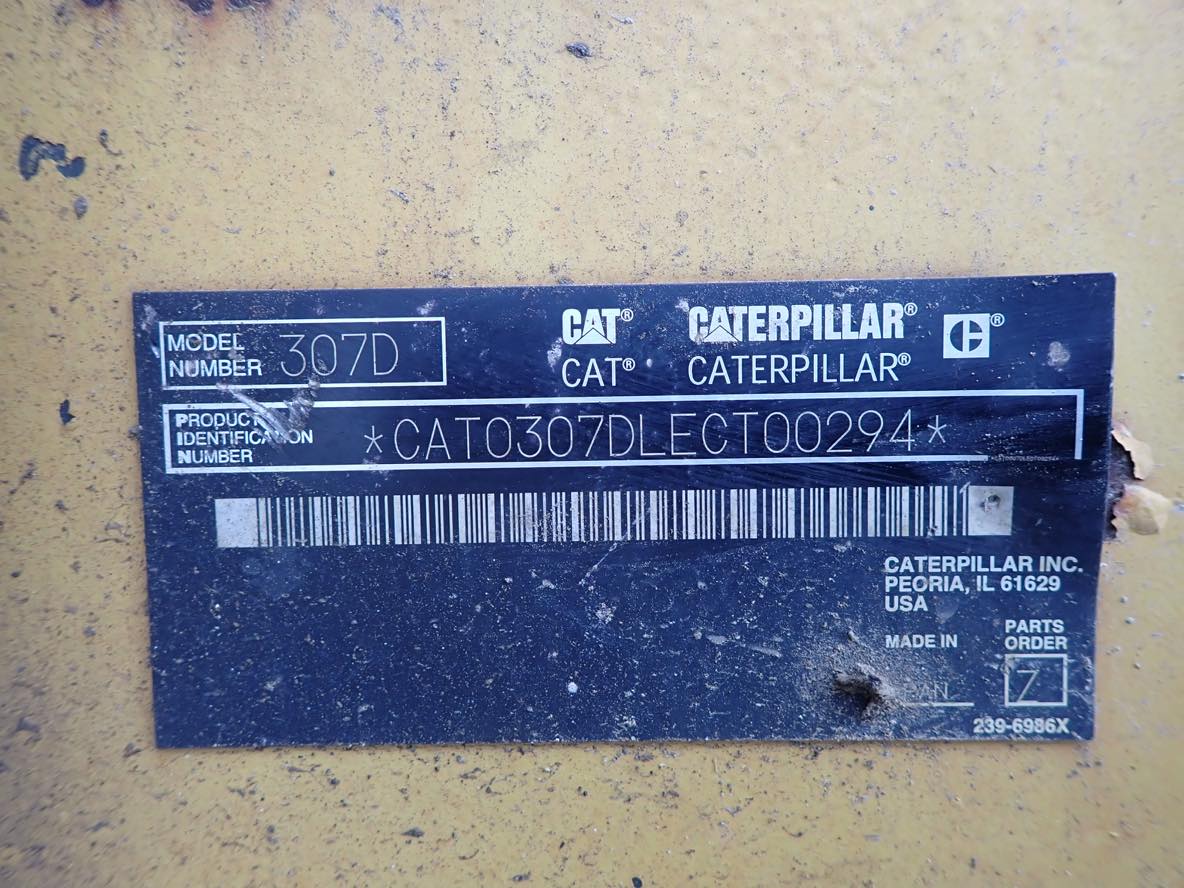 MODEL
NUMBER 307D
CAT® CATERPILLAR® C®
CAT® CATERPILLAR®
PRODUCT
IDENTIFICATION
NUMBER
*CAT0307DLECT00294*
*CAT0307DLECT00294*
CATERPILLAR INC.
PEORIA, IL 61629
USA
MADE IN
PARTS
ORDER
Z
239-6986X